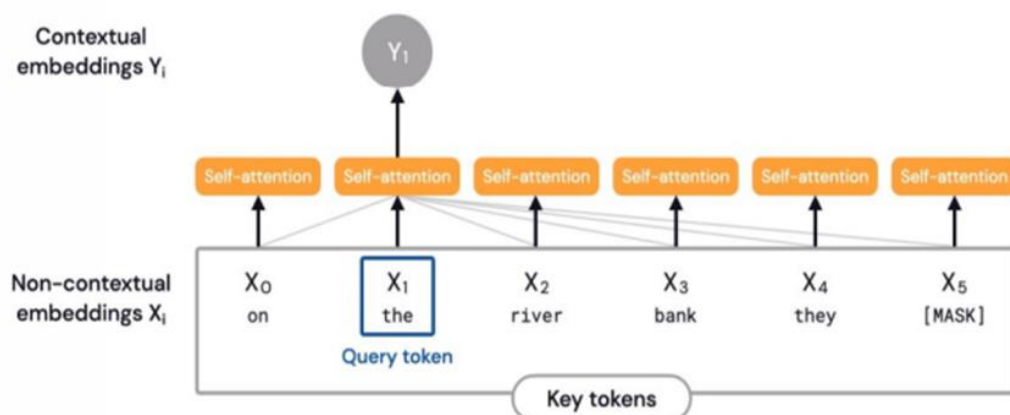 Contextual
embeddings Yᵢ
Y₁
Self-attention Self-attention Self-attention Self-attention Self-attention Self-attention
Non-contextual
embeddings Xᵢ
X₀ X₁ X₂ X₃ X₄ X₅
on the river bank they [MASK]
Query token
Key tokens